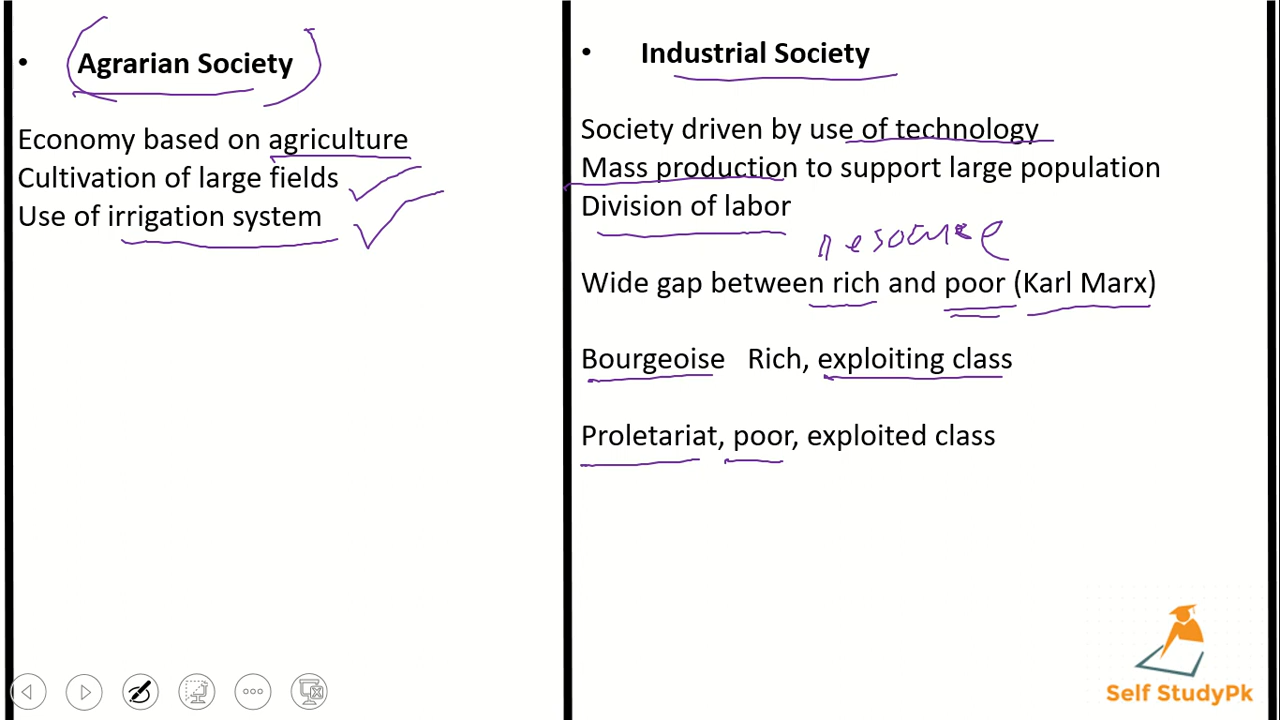 • Agrarian Society
Economy based on agriculture
Cultivation of large fields
Use of irrigation system
• Industrial Society
Society driven by use of technology
Mass production to support large population
Division of labor
resource
Wide gap between rich and poor (Karl Marx)
Bourgeoise Rich, exploiting class
Proletariat, poor, exploited class
Self StudyPk